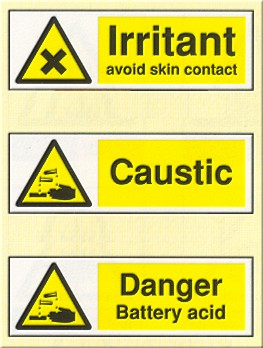 Irritant
avoid skin contact
Caustic
Danger
Battery acid